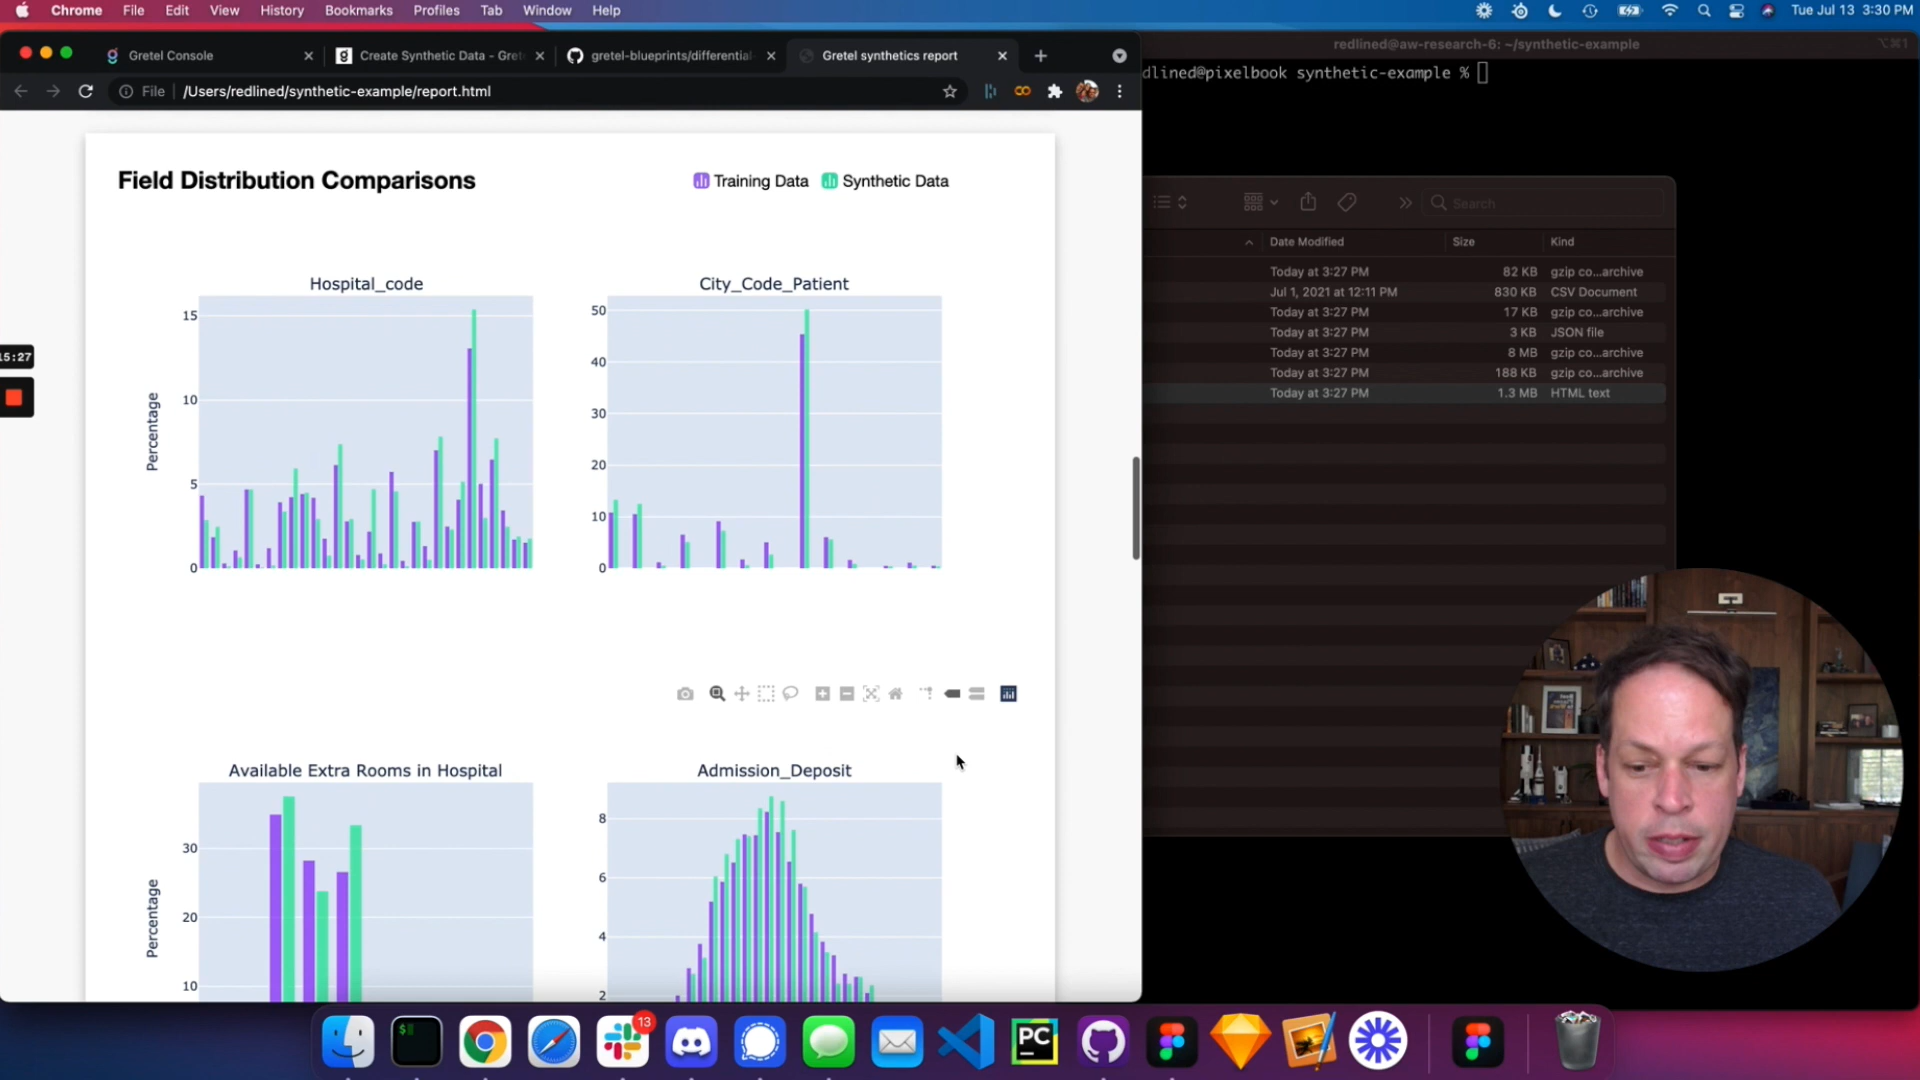 Chrome File Edit View History Bookmarks Profiles Tab Window Help
Tue Jul 13 3:30 PM
Gretel Console
Create Synthetic Data - Gret
gretel-blueprints/differential-
Gretel synthetics report
redlined@aw-research-6: ~/synthetic-example
⌥⌘1
File
/Users/redlined/synthetic-example/report.html
dlined@pixelbook synthetic-example %
Field Distribution Comparisons
Training Data
Synthetic Data
Search
Date Modified Size Kind
Today at 3:27 PM 82 KB gzip co...archive
Jul 1, 2021 at 12:11 PM 830 KB CSV Document
Today at 3:27 PM 17 KB gzip co...archive
Today at 3:27 PM 3 KB JSON file
Today at 3:27 PM 8 MB gzip co...archive
Today at 3:27 PM 188 KB gzip co...archive
Today at 3:27 PM 1.3 MB HTML text
15:27
Hospital_code
15
10
5
0
Percentage
City_Code_Patient
50
40
30
20
10
0
Available Extra Rooms in Hospital
30
20
10
Percentage
Admission_Deposit
8
6
4
2
13
$
PC